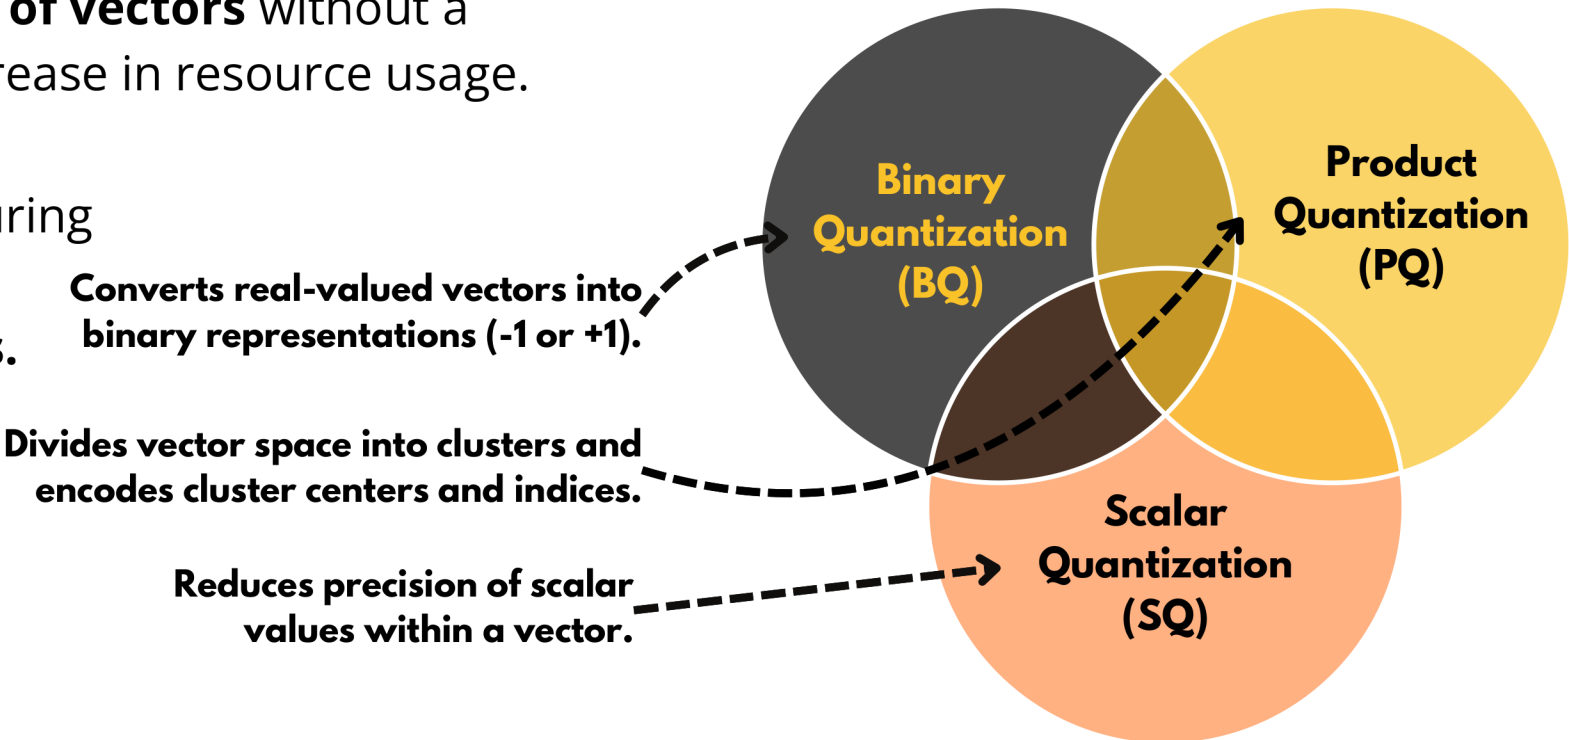 of vectors without a
rease in resource usage.
uring
Converts real-valued vectors into
binary representations (-1 or +1).
s.
Divides vector space into clusters and
encodes cluster centers and indices.
Reduces precision of scalar
values within a vector.
Binary
Quantization
(BQ)
Product
Quantization
(PQ)
Scalar
Quantization
(SQ)